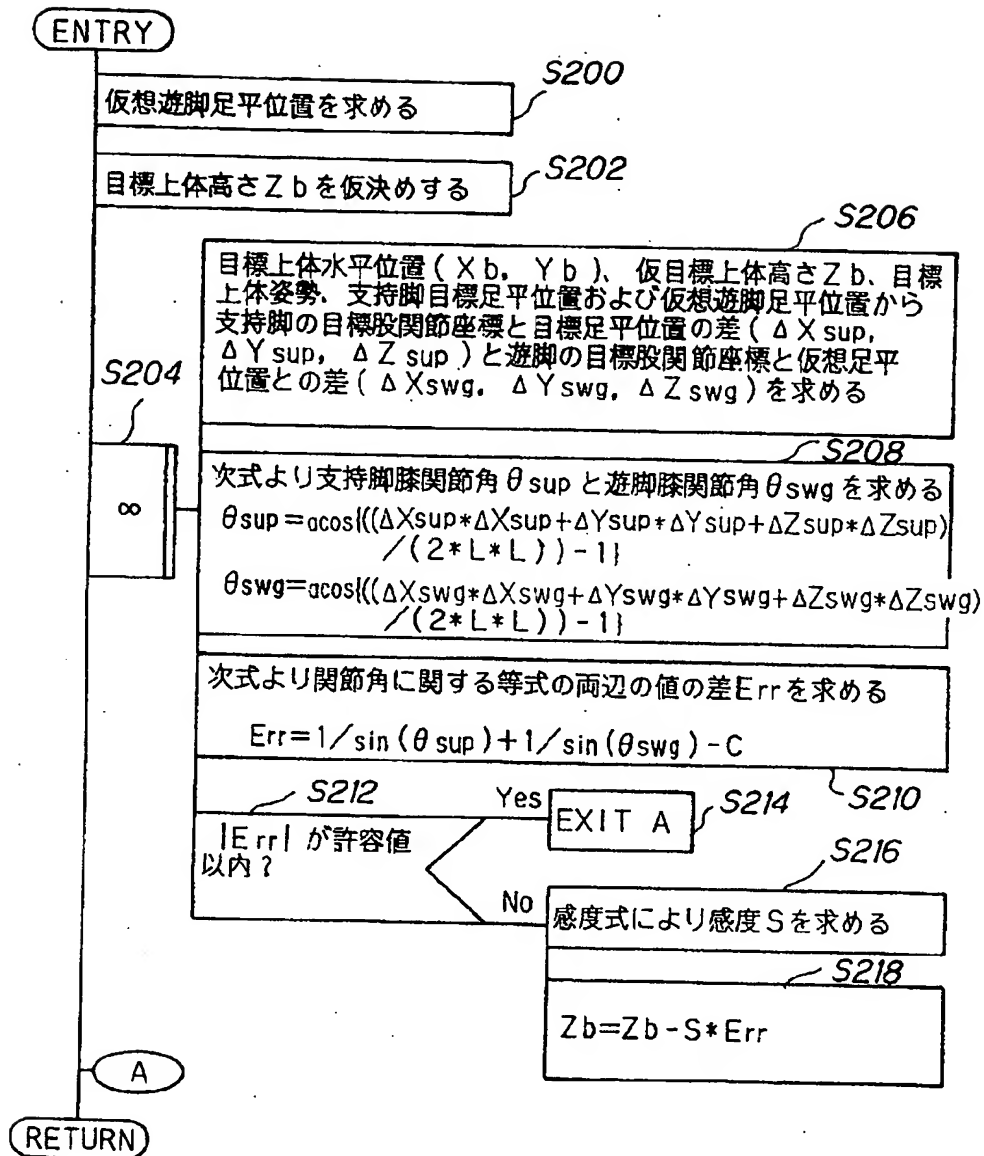 ENTRY
S200
仮想遊脚足平位置を求める
S202
目標上体高さZbを仮決めする
S206
目標上体水平位置(Xb, Yb)、仮目標上体高さZb、目標
上体姿勢、支持脚目標足平位置および仮想遊脚足平位置から
支持脚の目標股関節座標と目標足平位置の差(ΔXsup,
ΔYsup, ΔZsup)と遊脚の目標股関節座標と仮想足平
位置との差(ΔXswg, ΔYswg, ΔZswg)を求める
S204
∞
S208
次式より支持脚膝関節角θsupと遊脚膝関節角θswgを求める
θsup=acos{((ΔXsup*ΔXsup+ΔYsup*ΔYsup+ΔZsup*ΔZsup)
/(2*L*L))-1}
θswg=acos{((ΔXswg*ΔXswg+ΔYswg*ΔYswg+ΔZswg*ΔZswg)
/(2*L*L))-1}
次式より関節角に関する等式の両辺の値の差Errを求める
Err=1/sin(θsup)+1/sin(θswg)-C
S210
S212
|Err|が許容値
以内?
Yes
EXIT A
S214
No
S216
感度式により感度Sを求める
S218
Zb=Zb-S*Err
A
RETURN